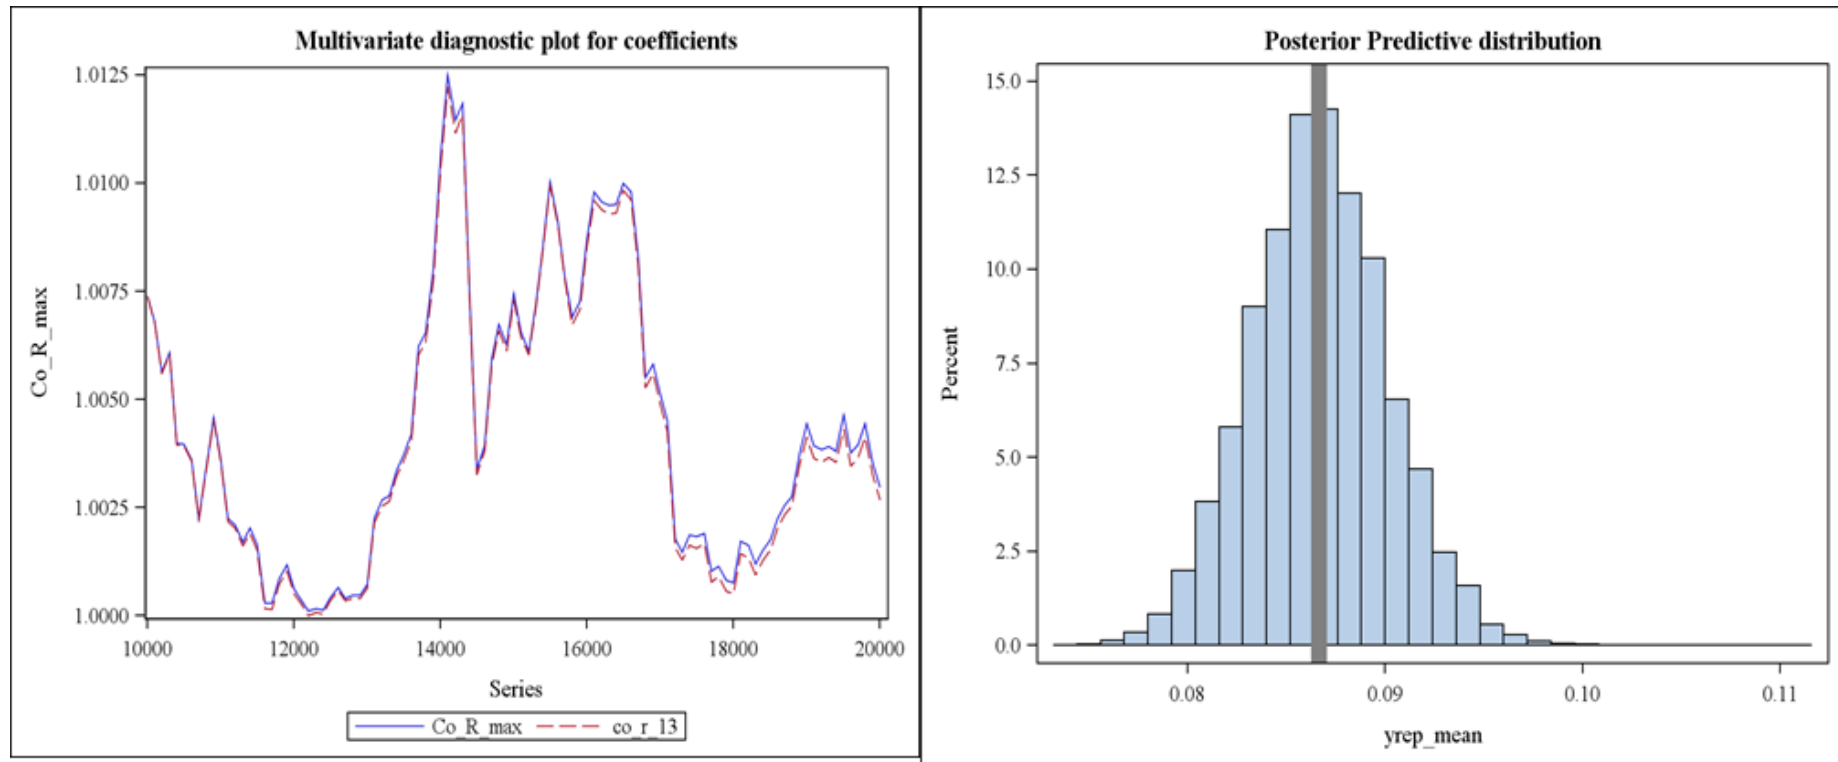 Multivariate diagnostic plot for coefficients
1.0125
1.0100
1.0075
1.0050
1.0025
1.0000
Co_R_max
10000 12000 14000 16000 18000 20000
Series
Co_R_max co_r_13
Posterior Predictive distribution
15.0
12.5
10.0
7.5
5.0
2.5
0.0
Percent
0.08 0.09 0.10 0.11
yrep_mean